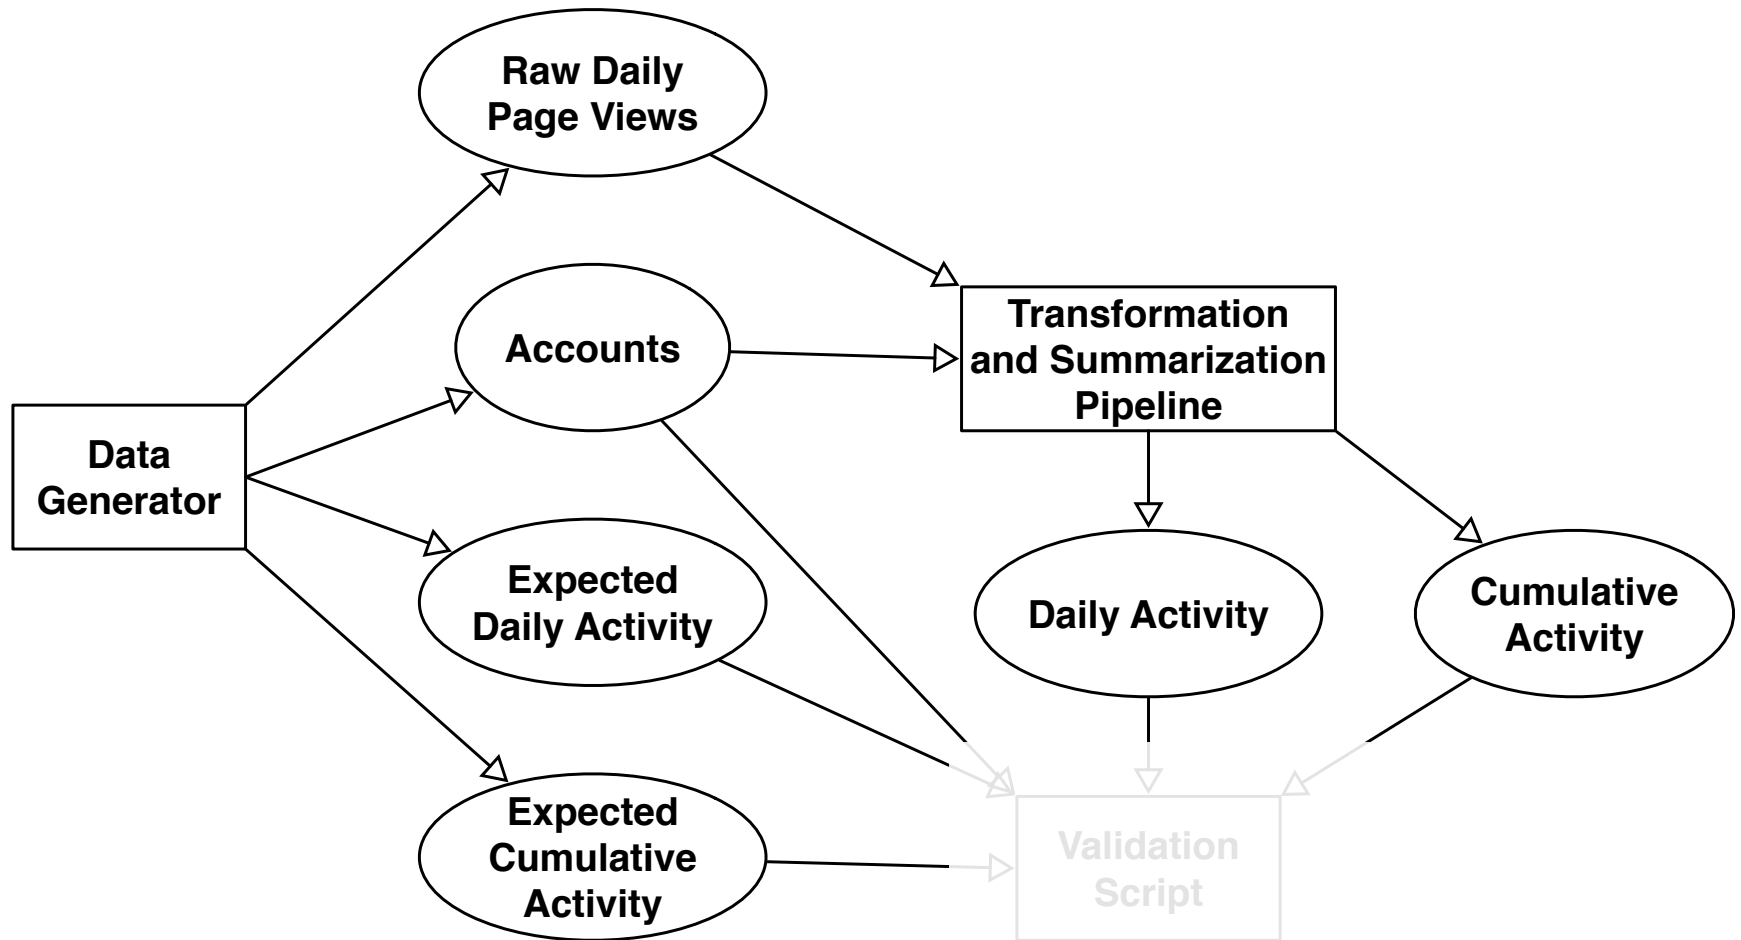 Raw Daily
Page Views
Accounts
Transformation
and Summarization
Pipeline
Data
Generator
Expected
Daily Activity
Daily Activity
Cumulative
Activity
Expected
Cumulative
Activity
Validation
Script